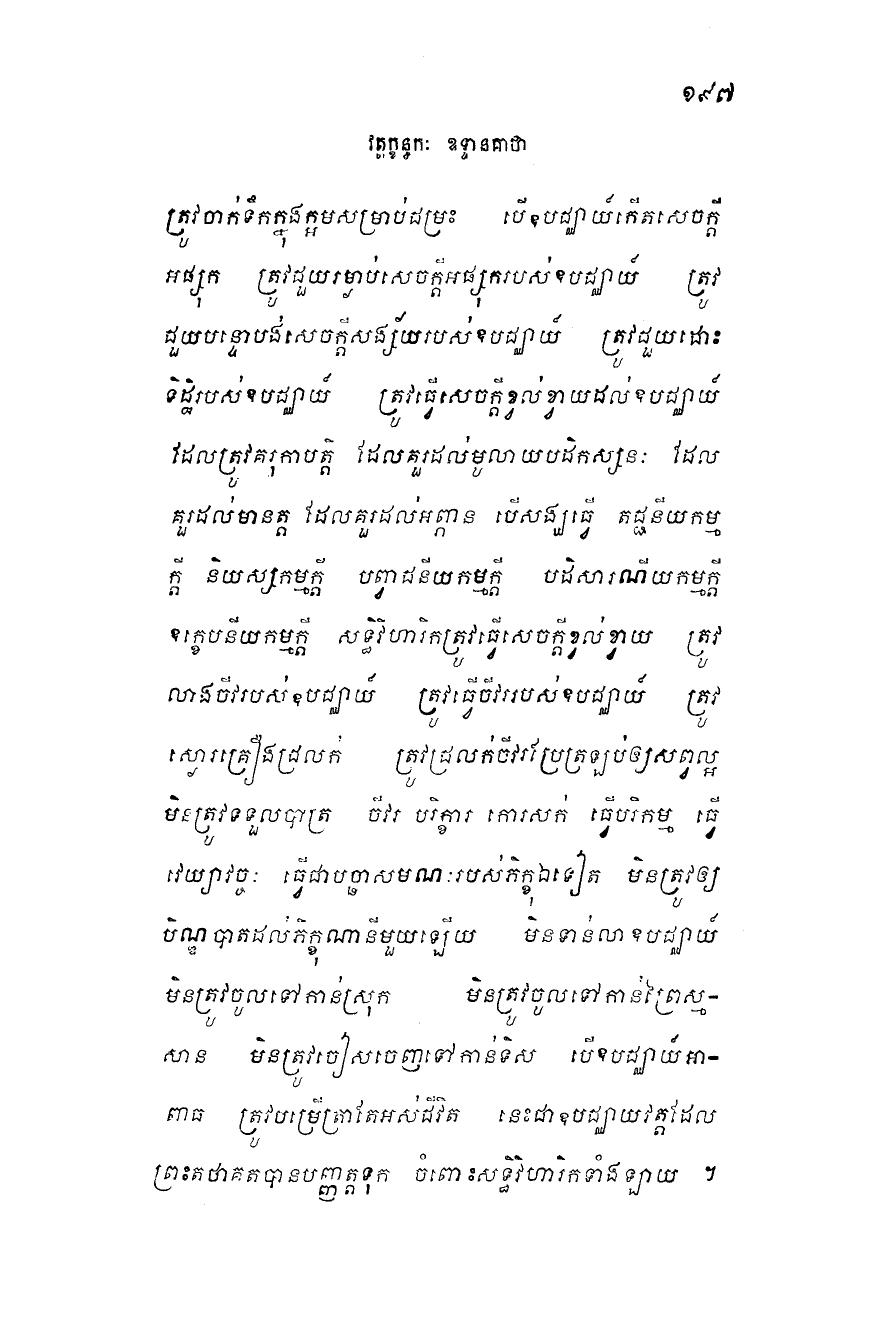 ១៩៧
វត្តក្ខន្ធកៈ ឧទ្ទានគាថា
ត្រូវចាក់ទឹកក្នុងក្អមសម្រាប់ជម្រះ បើឧបជ្ឈាយ៍កើតសេចក្តី
អផ្សុក ត្រូវជួយរម្ងាប់សេចក្តីអផ្សុករបស់ឧបជ្ឈាយ៍ ត្រូវ
ជួយបន្ទោបង់សេចក្តីសង្ស័យរបស់ឧបជ្ឈាយ៍ ត្រូវជួយដោះ
ទិដ្ឋិរបស់ឧបជ្ឈាយ៍ ត្រូវធ្វើសេចក្តីខ្វល់ខ្វាយដល់ឧបជ្ឈាយ៍
ដែលត្រូវគរុកាបត្តិ ដែលគួរដល់មូលាយបដិកស្សនៈ ដែល
គួរដល់មានត្ត ដែលគួរដល់អព្ភាន បើសង្ឃធ្វើ តជ្ជនីយកម្ម
ក្តី និយស្សកម្មក្តី បព្វាជនីយកម្មក្តី បដិសារណីយកម្មក្តី
ឧក្ខេបនីយកម្មក្តី សទ្ធិវិហារិកត្រូវធ្វើសេចក្តីខ្វល់ខ្វាយ ត្រូវ
លាងចីវររបស់ឧបជ្ឈាយ៍ ត្រូវធ្វើចីវររបស់ឧបជ្ឈាយ៍ ត្រូវ
ស្លោរគ្រឿងជ្រលក់ ត្រូវជ្រលក់ចីវរប្រែត្រឡប់ឲ្យសព្វល្អ
មិនត្រូវទទួលបាត្រ ចីវរ បរិក្ខារ កោរសក់ ធ្វើបរិកម្ម ធ្វើ
វេយ្យាវច្ចៈ ធ្វើជាបច្ឆាសមណៈរបស់ភិក្ខុឯទៀត មិនត្រូវឲ្យ
បិណ្ឌបាតដល់ភិក្ខុណានីមួយឡើយ មិនទាន់លាឧបជ្ឈាយ៍
មិនត្រូវចូលទៅកាន់ស្រុក មិនត្រូវចូលទៅកាន់ព្រៃស្ម-
សាន មិនត្រូវចៀសចេញទៅកាន់ទិស បើឧបជ្ឈាយ៍អា-
ពាធ ត្រូវបម្រើត្រាតែអស់ជីវិត នេះជាឧបជ្ឈាយវត្តដែល
ព្រះតថាគតបានបញ្ញត្តទុក ចំពោះសទ្ធិវិហារិកទាំងឡាយ ។